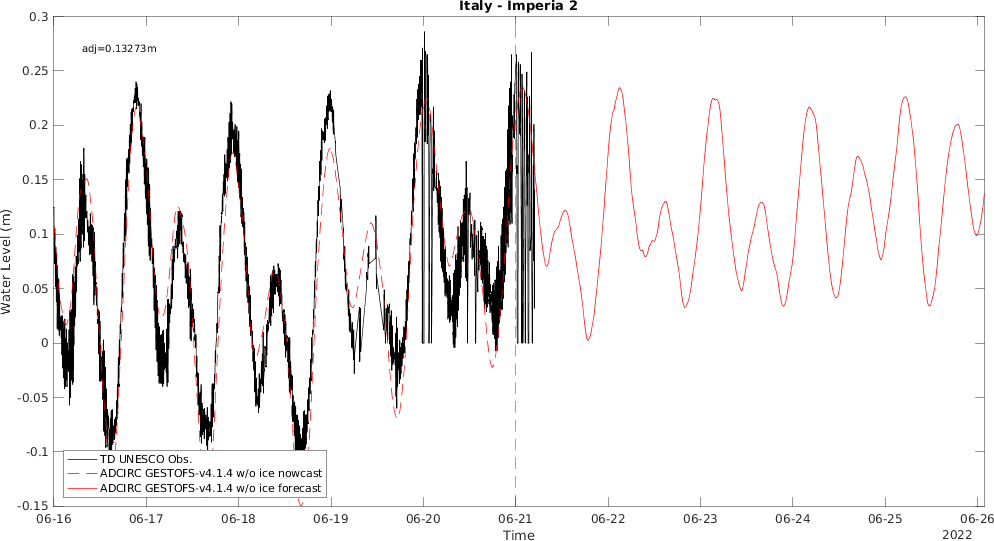 Italy - Imperia 2
adj=0.13273m
Water Level (m)
0.3
0.25
0.2
0.15
0.1
0.05
0
-0.05
-0.1
-0.15
TD UNESCO Obs.
ADCIRC GESTOFS-v4.1.4 w/o ice nowcast
ADCIRC GESTOFS-v4.1.4 w/o ice forecast
06-16 06-17 06-18 06-19 06-20 06-21 06-22 06-23 06-24 06-25 06-26
Time
2022